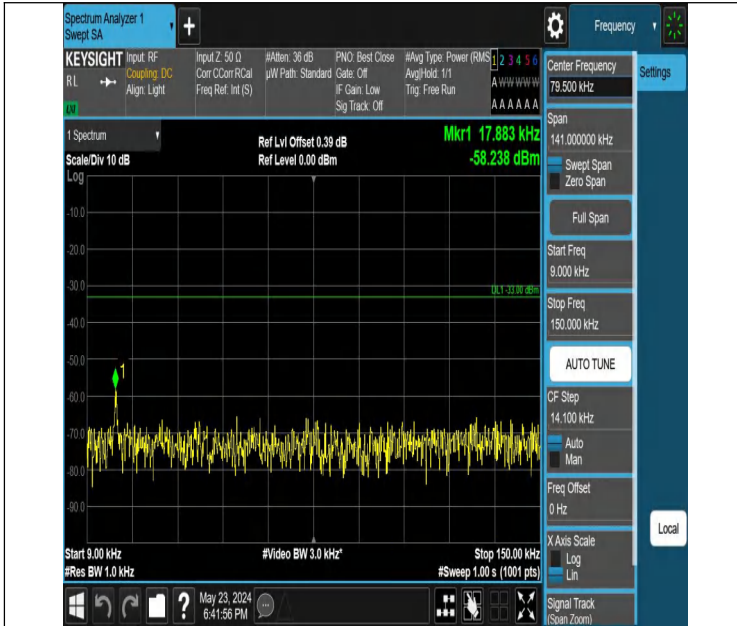 Spectrum Analyzer 1
Swept SA
+
Frequency
KEYSIGHT
RL
Input: RF
Coupling: DC
Align: Light
Input Z: 50 Ω
Corr CCorr RCal
Freq Ref: Int (S)
#Atten: 36 dB
µW Path: Standard
PNO: Best Close
Gate: Off
IF Gain: Low
Sig Track: Off
#Avg Type: Power (RMS
Avg|Hold: 1/1
Trig: Free Run
1 2 3 4 5 6
A W W W W W
A A A A A A
1 Spectrum
Scale/Div 10 dB
Log
Ref Lvl Offset 0.39 dB
Ref Level 0.00 dBm
Mkr1 17.883 kHz
-58.238 dBm
-10.0
-20.0
-30.0
DL1 -33.00 dBm
-40.0
-50.0
1
-60.0
-70.0
-80.0
-90.0
Start 9.00 kHz
#Res BW 1.0 kHz
#Video BW 3.0 kHz*
Stop 150.00 kHz
#Sweep 1.00 s (1001 pts)
?
May 23, 2024
6:41:56 PM
Center Frequency
79.500 kHz
Settings
Span
141.000000 kHz
Swept Span
Zero Span
Full Span
Start Freq
9.000 kHz
Stop Freq
150.000 kHz
AUTO TUNE
CF Step
14.100 kHz
Auto
Man
Freq Offset
0 Hz
X Axis Scale
Log
Lin
Local
Signal Track
(Span Zoom)